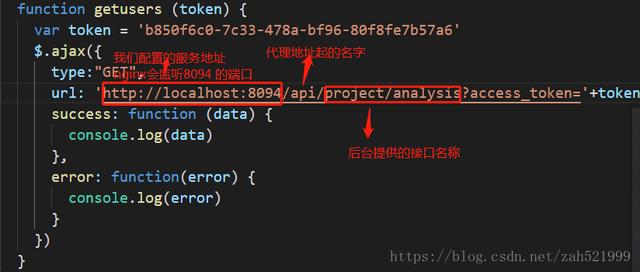 function getusers (token) {
var token = 'b850f6c0-7c33-478a-bf96-80f8fe7b57a6'
$.ajax({
我们配置的服务地址
代理地址起的名字
type:"GET",
nginx会监听8094 的端口
url: 'http://localhost:8094/api/project/analysis?access_token='+token
success: function (data) {
console.log(data)
},
后台提供的接口名称
error: function(error) {
console.log(error)
}
})
}
https://blog.csdn.net/zah521999